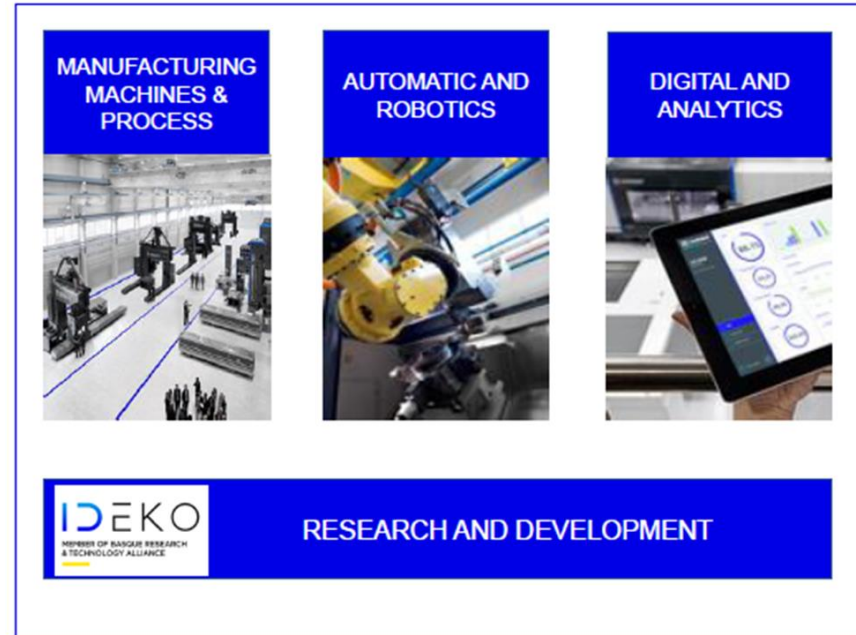 MANUFACTURING
MACHINES &
PROCESS
AUTOMATIC AND
ROBOTICS
DIGITAL AND
ANALYTICS
IDEKO
MEMBER OF BASQUE RESEARCH
& TECHNOLOGY ALLIANCE
RESEARCH AND DEVELOPMENT